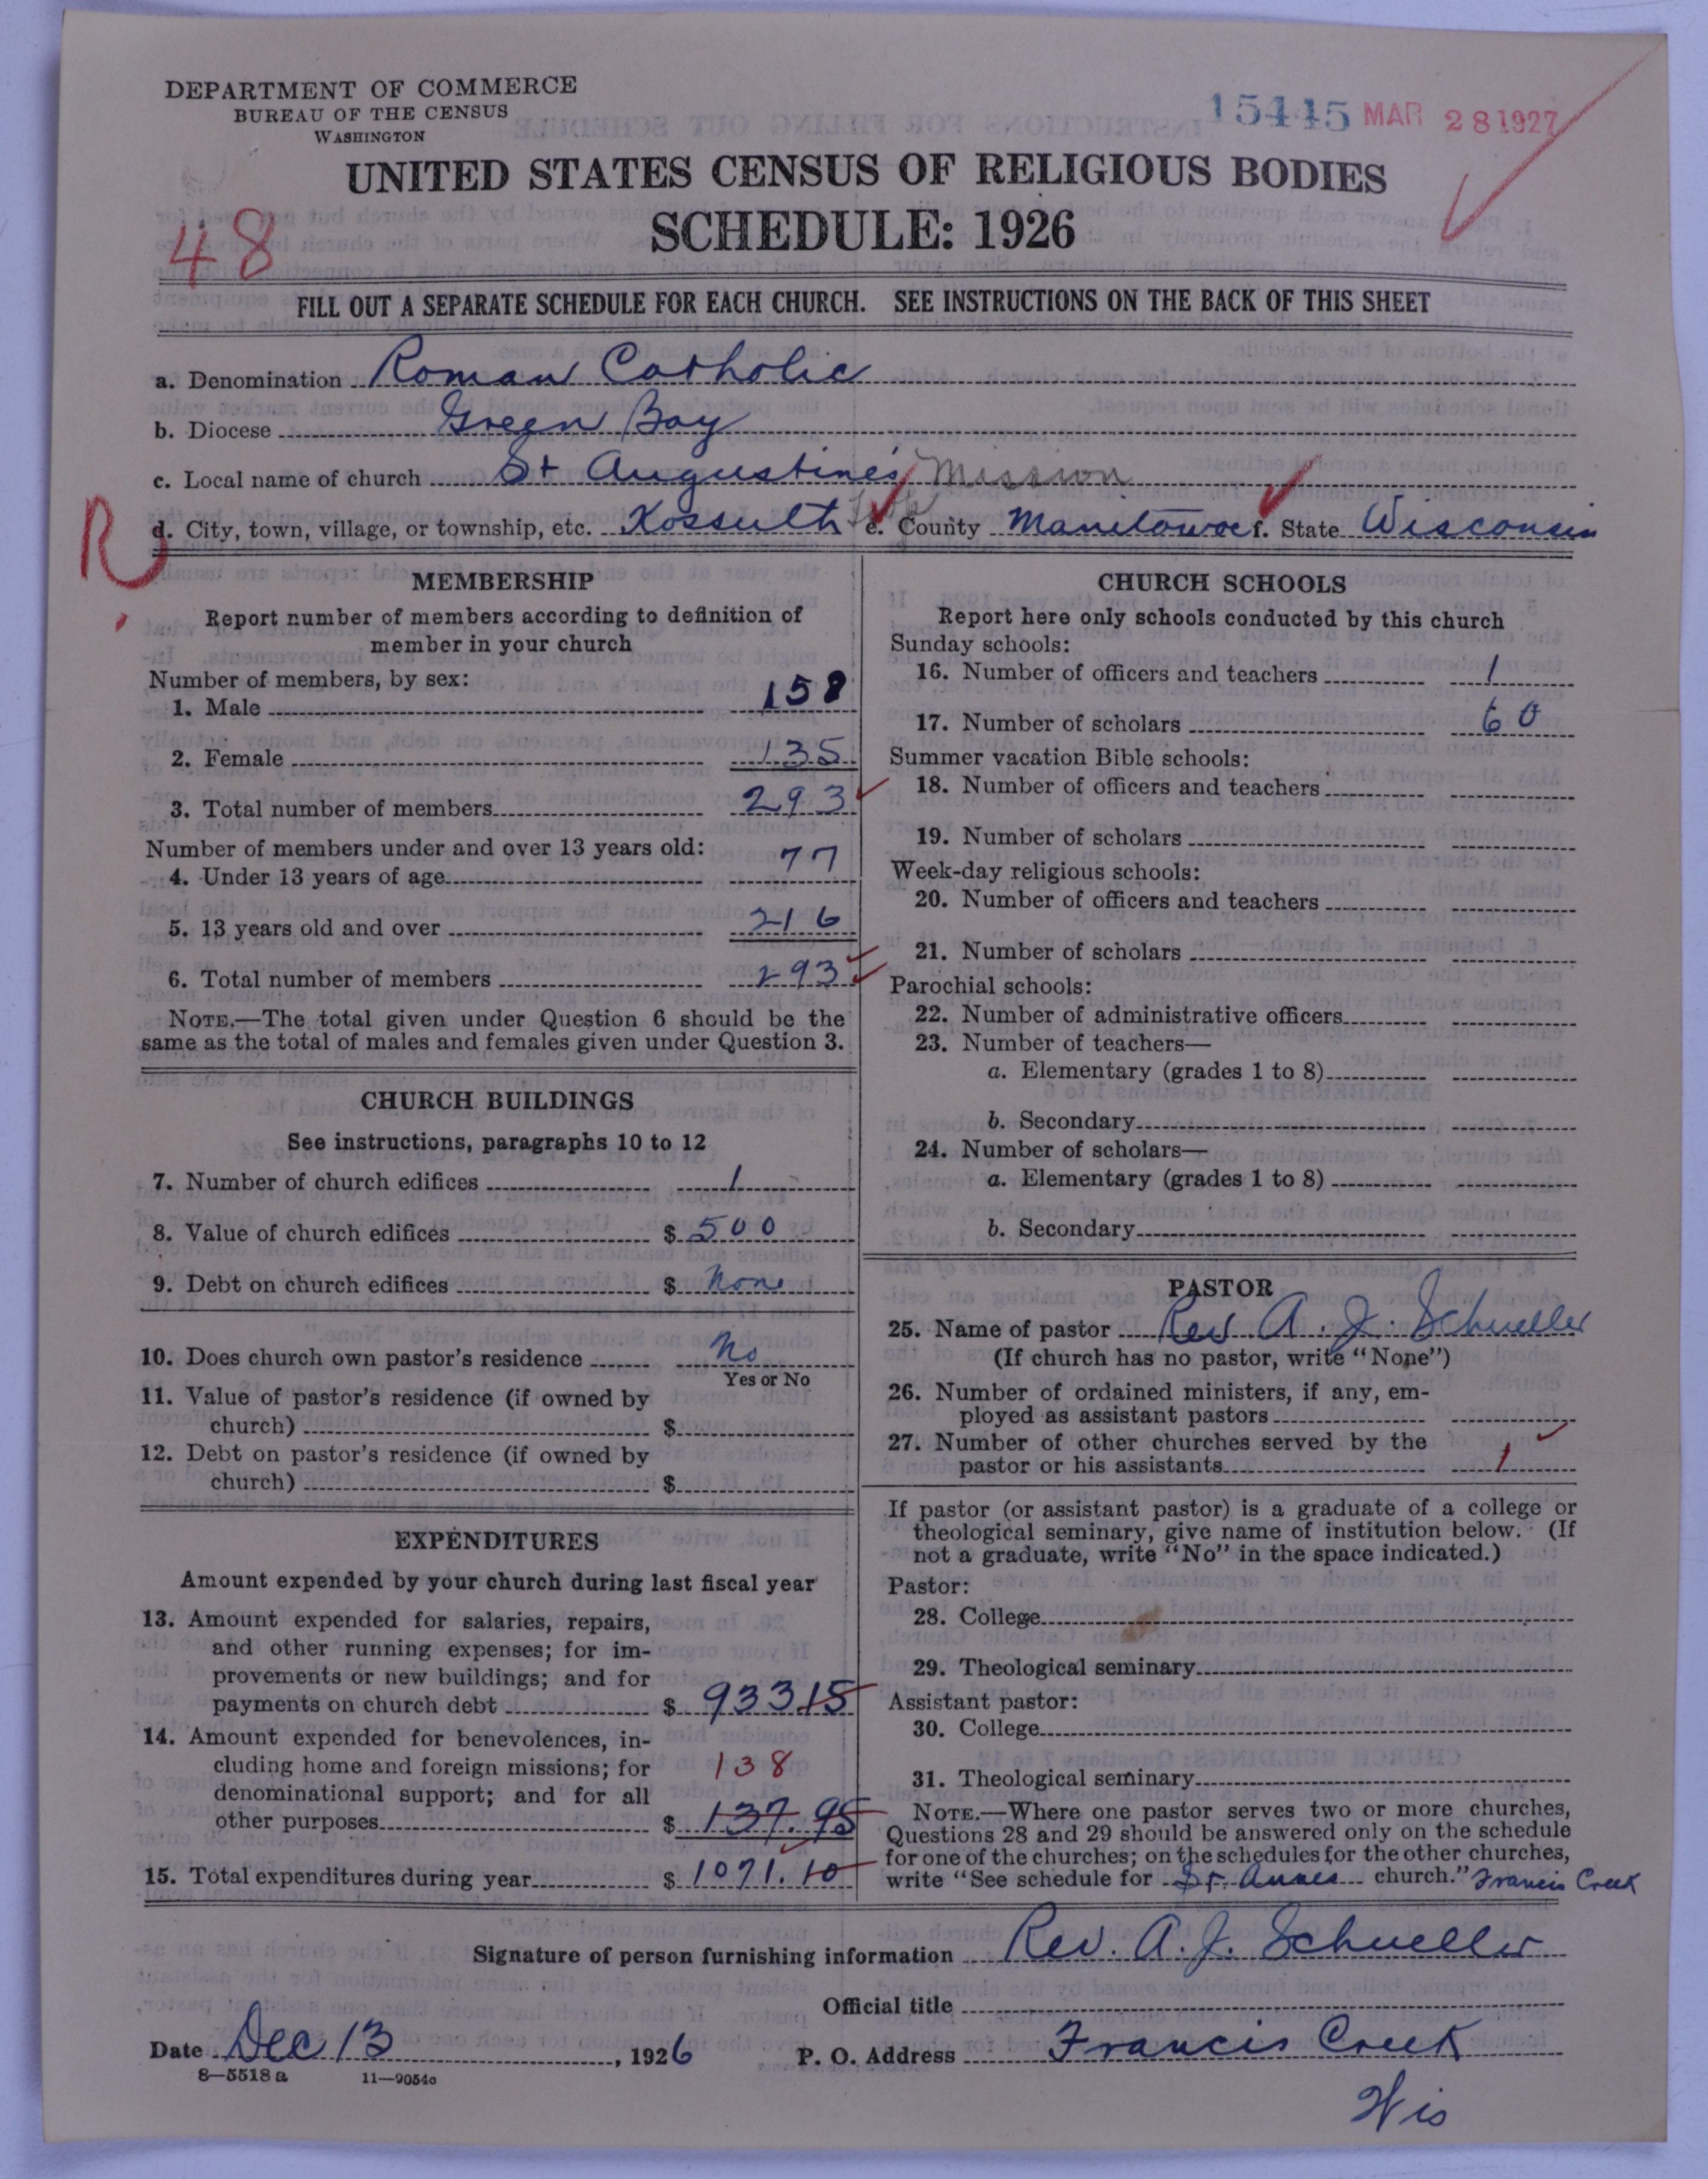 DEPARTMENT OF COMMERCE
BUREAU OF THE CENSUS
WASHINGTON
15445 MAR 28 1927
UNITED STATES CENSUS OF RELIGIOUS BODIES
SCHEDULE: 1926
48
FILL OUT A SEPARATE SCHEDULE FOR EACH CHURCH. SEE INSTRUCTIONS ON THE BACK OF THIS SHEET
a. Denomination Roman Catholic
b. Diocese Green Bay
c. Local name of church St Augustine's Mission
R
d. City, town, village, or township, etc. Kossuth e. County Manitowoc f. State Wisconsin
MEMBERSHIP
Report number of members according to definition of
member in your church
Number of members, by sex:
1. Male 158
2. Female 135
3. Total number of members 293
Number of members under and over 13 years old:
4. Under 13 years of age 77
5. 13 years old and over 216
6. Total number of members 293
NOTE.—The total given under Question 6 should be the
same as the total of males and females given under Question 3.
CHURCH BUILDINGS
See instructions, paragraphs 10 to 12
7. Number of church edifices 1
8. Value of church edifices $ 500
9. Debt on church edifices $ None
10. Does church own pastor's residence No
Yes or No
11. Value of pastor's residence (if owned by
church) $
12. Debt on pastor's residence (if owned by
church) $
EXPENDITURES
Amount expended by your church during last fiscal year
13. Amount expended for salaries, repairs,
and other running expenses; for im-
provements or new buildings; and for
payments on church debt $ 933.15
14. Amount expended for benevolences, in-
cluding home and foreign missions; for 138
denominational support; and for all
other purposes $ 137.95
15. Total expenditures during year $ 1071.10
CHURCH SCHOOLS
Report here only schools conducted by this church
Sunday schools:
16. Number of officers and teachers 1
17. Number of scholars 60
Summer vacation Bible schools:
18. Number of officers and teachers
19. Number of scholars
Week-day religious schools:
20. Number of officers and teachers
21. Number of scholars
Parochial schools:
22. Number of administrative officers
23. Number of teachers—
a. Elementary (grades 1 to 8)
b. Secondary
24. Number of scholars—
a. Elementary (grades 1 to 8)
b. Secondary
PASTOR
25. Name of pastor Rev A. J. Schueller
(If church has no pastor, write "None")
26. Number of ordained ministers, if any, em-
ployed as assistant pastors
27. Number of other churches served by the
pastor or his assistants 1
If pastor (or assistant pastor) is a graduate of a college or
theological seminary, give name of institution below. (If
not a graduate, write "No" in the space indicated.)
Pastor:
28. College
29. Theological seminary
Assistant pastor:
30. College
31. Theological seminary
NOTE.—Where one pastor serves two or more churches,
Questions 28 and 29 should be answered only on the schedule
for one of the churches; on the schedules for the other churches,
write "See schedule for St. Annes church." Francis Creek
Signature of person furnishing information Rev. A. J. Schueller
Official title
Date Dec 13, 1926 P. O. Address Francis Creek
8—5518a 11—9054c
Wis